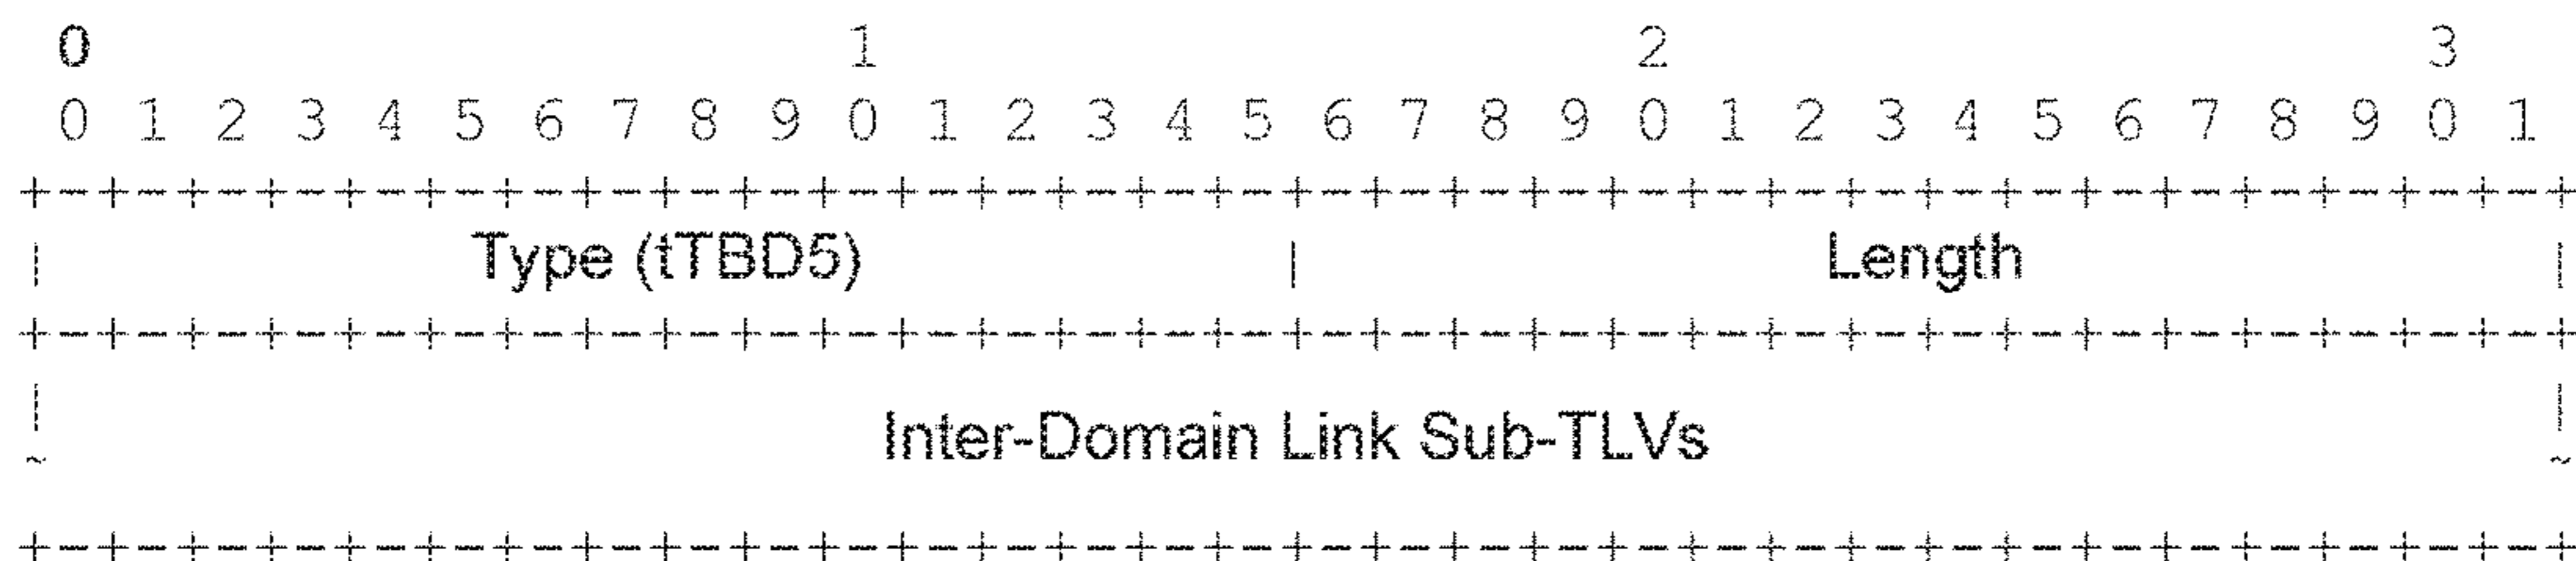 0 1 2 3
0 1 2 3 4 5 6 7 8 9 0 1 2 3 4 5 6 7 8 9 0 1 2 3 4 5 6 7 8 9 0 1
+-+-+-+-+-+-+-+-+-+-+-+-+-+-+-+-+-+-+-+-+-+-+-+-+-+-+-+-+-+-+-+-+
| Type (tTBD5) | Length |
+-+-+-+-+-+-+-+-+-+-+-+-+-+-+-+-+-+-+-+-+-+-+-+-+-+-+-+-+-+-+-+-+
| |
~ Inter-Domain Link Sub-TLVs ~
+-+-+-+-+-+-+-+-+-+-+-+-+-+-+-+-+-+-+-+-+-+-+-+-+-+-+-+-+-+-+-+-+